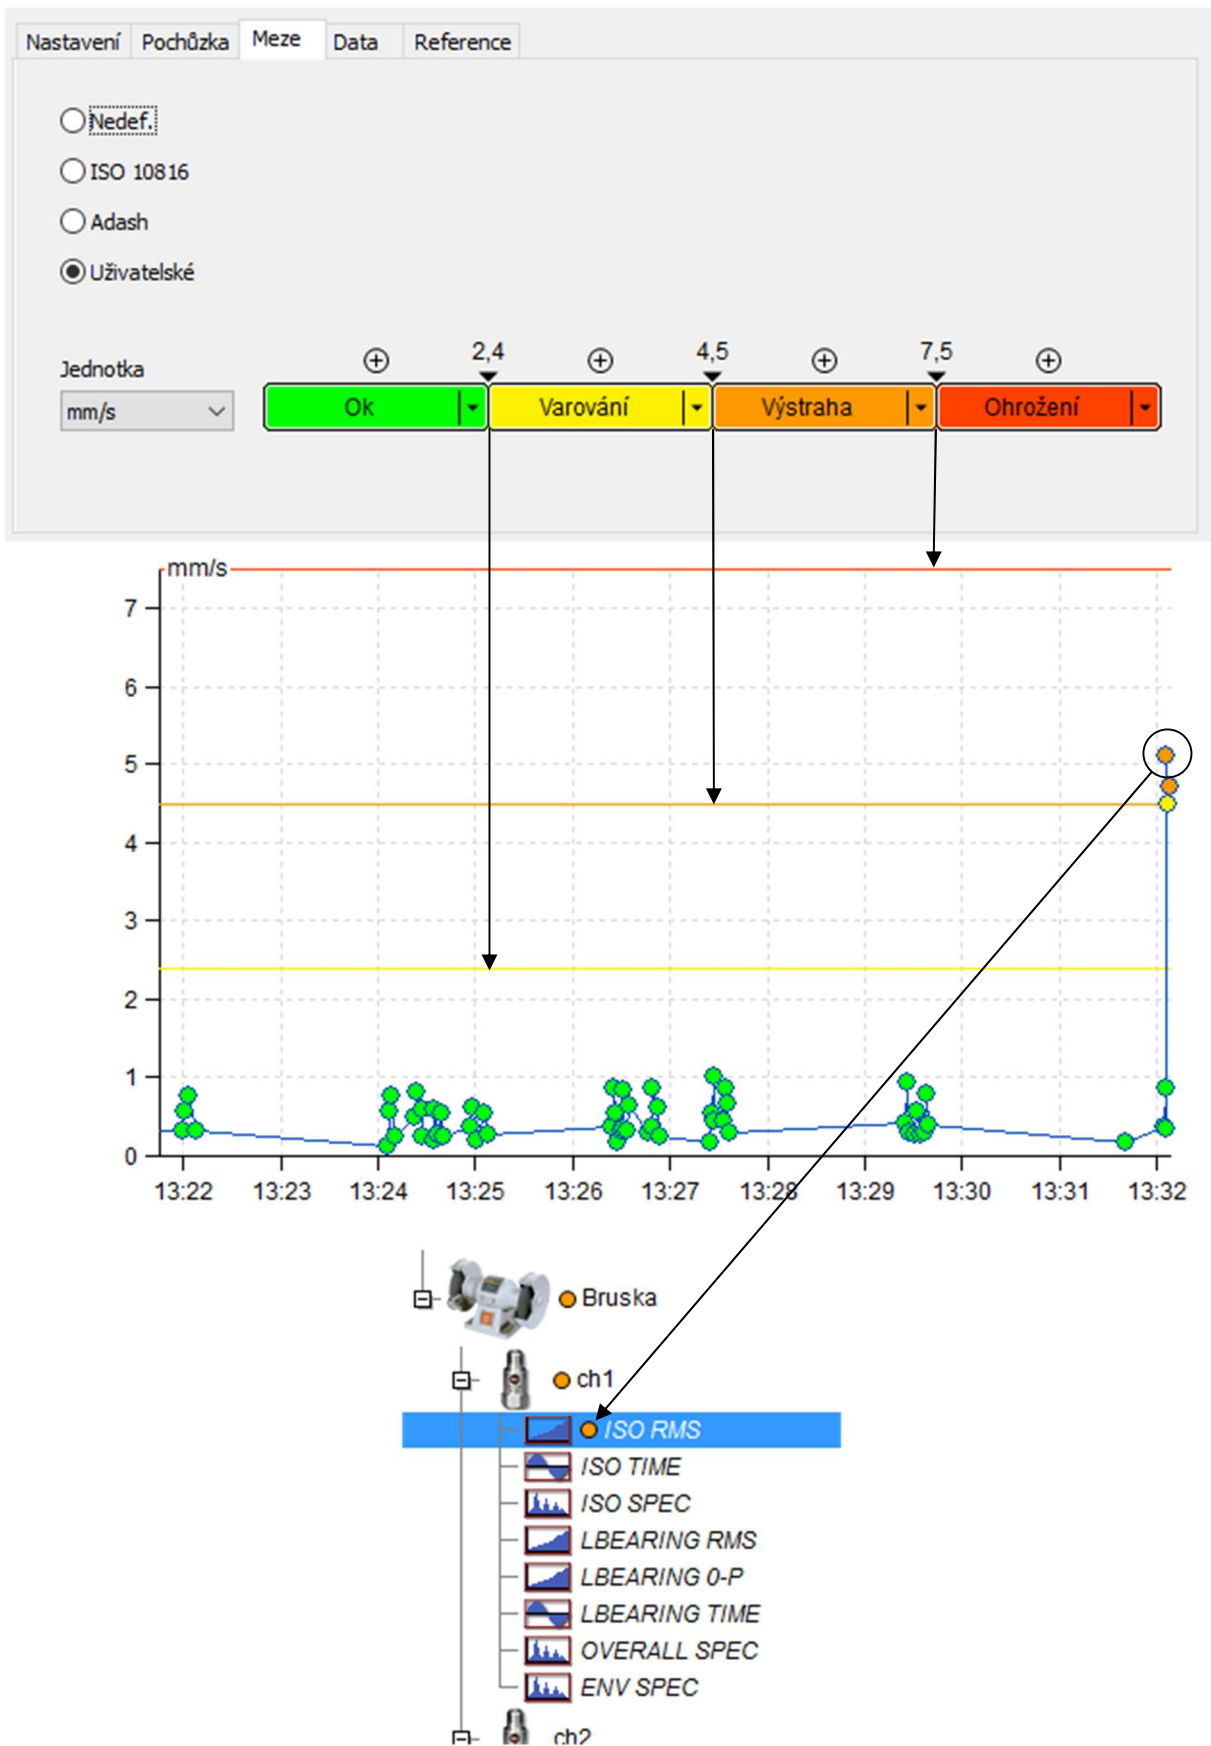 Nastavení Pochůzka Meze Data Reference
Nedef.
ISO 10816
Adash
Uživatelské
Jednotka
mm/s
2,4 4,5 7,5
Ok Varování Výstraha Ohrožení
mm/s
7
6
5
4
3
2
1
0
13:22 13:23 13:24 13:25 13:26 13:27 13:28 13:29 13:30 13:31 13:32
Bruska
ch1
ISO RMS
ISO TIME
ISO SPEC
LBEARING RMS
LBEARING 0-P
LBEARING TIME
OVERALL SPEC
ENV SPEC
ch2